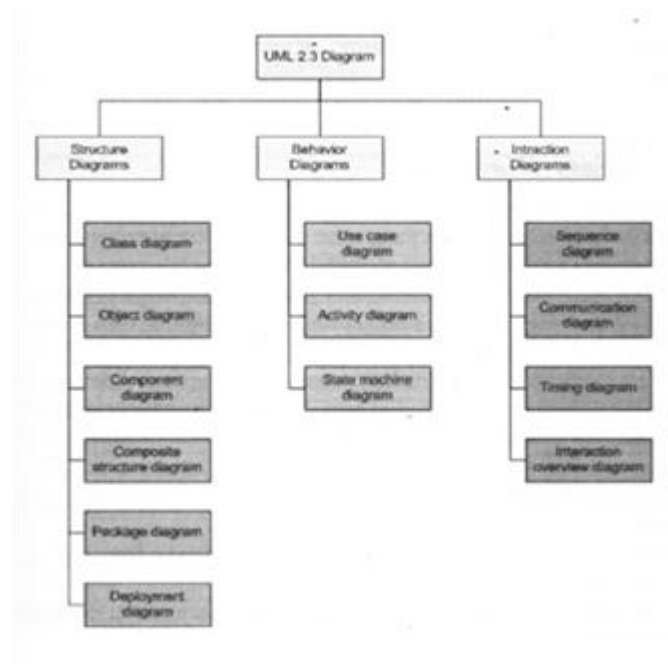 UML 2.3 Diagram
Structure
Diagrams
Behavior
Diagrams
Intraction
Diagrams
Class diagram
Object diagram
Component
diagram
Composite
structure diagram
Package diagram
Deployment
diagram
Use case
diagram
Activity diagram
State machine
diagram
Sequence
diagram
Communication
diagram
Timing diagram
Interaction
overview diagram